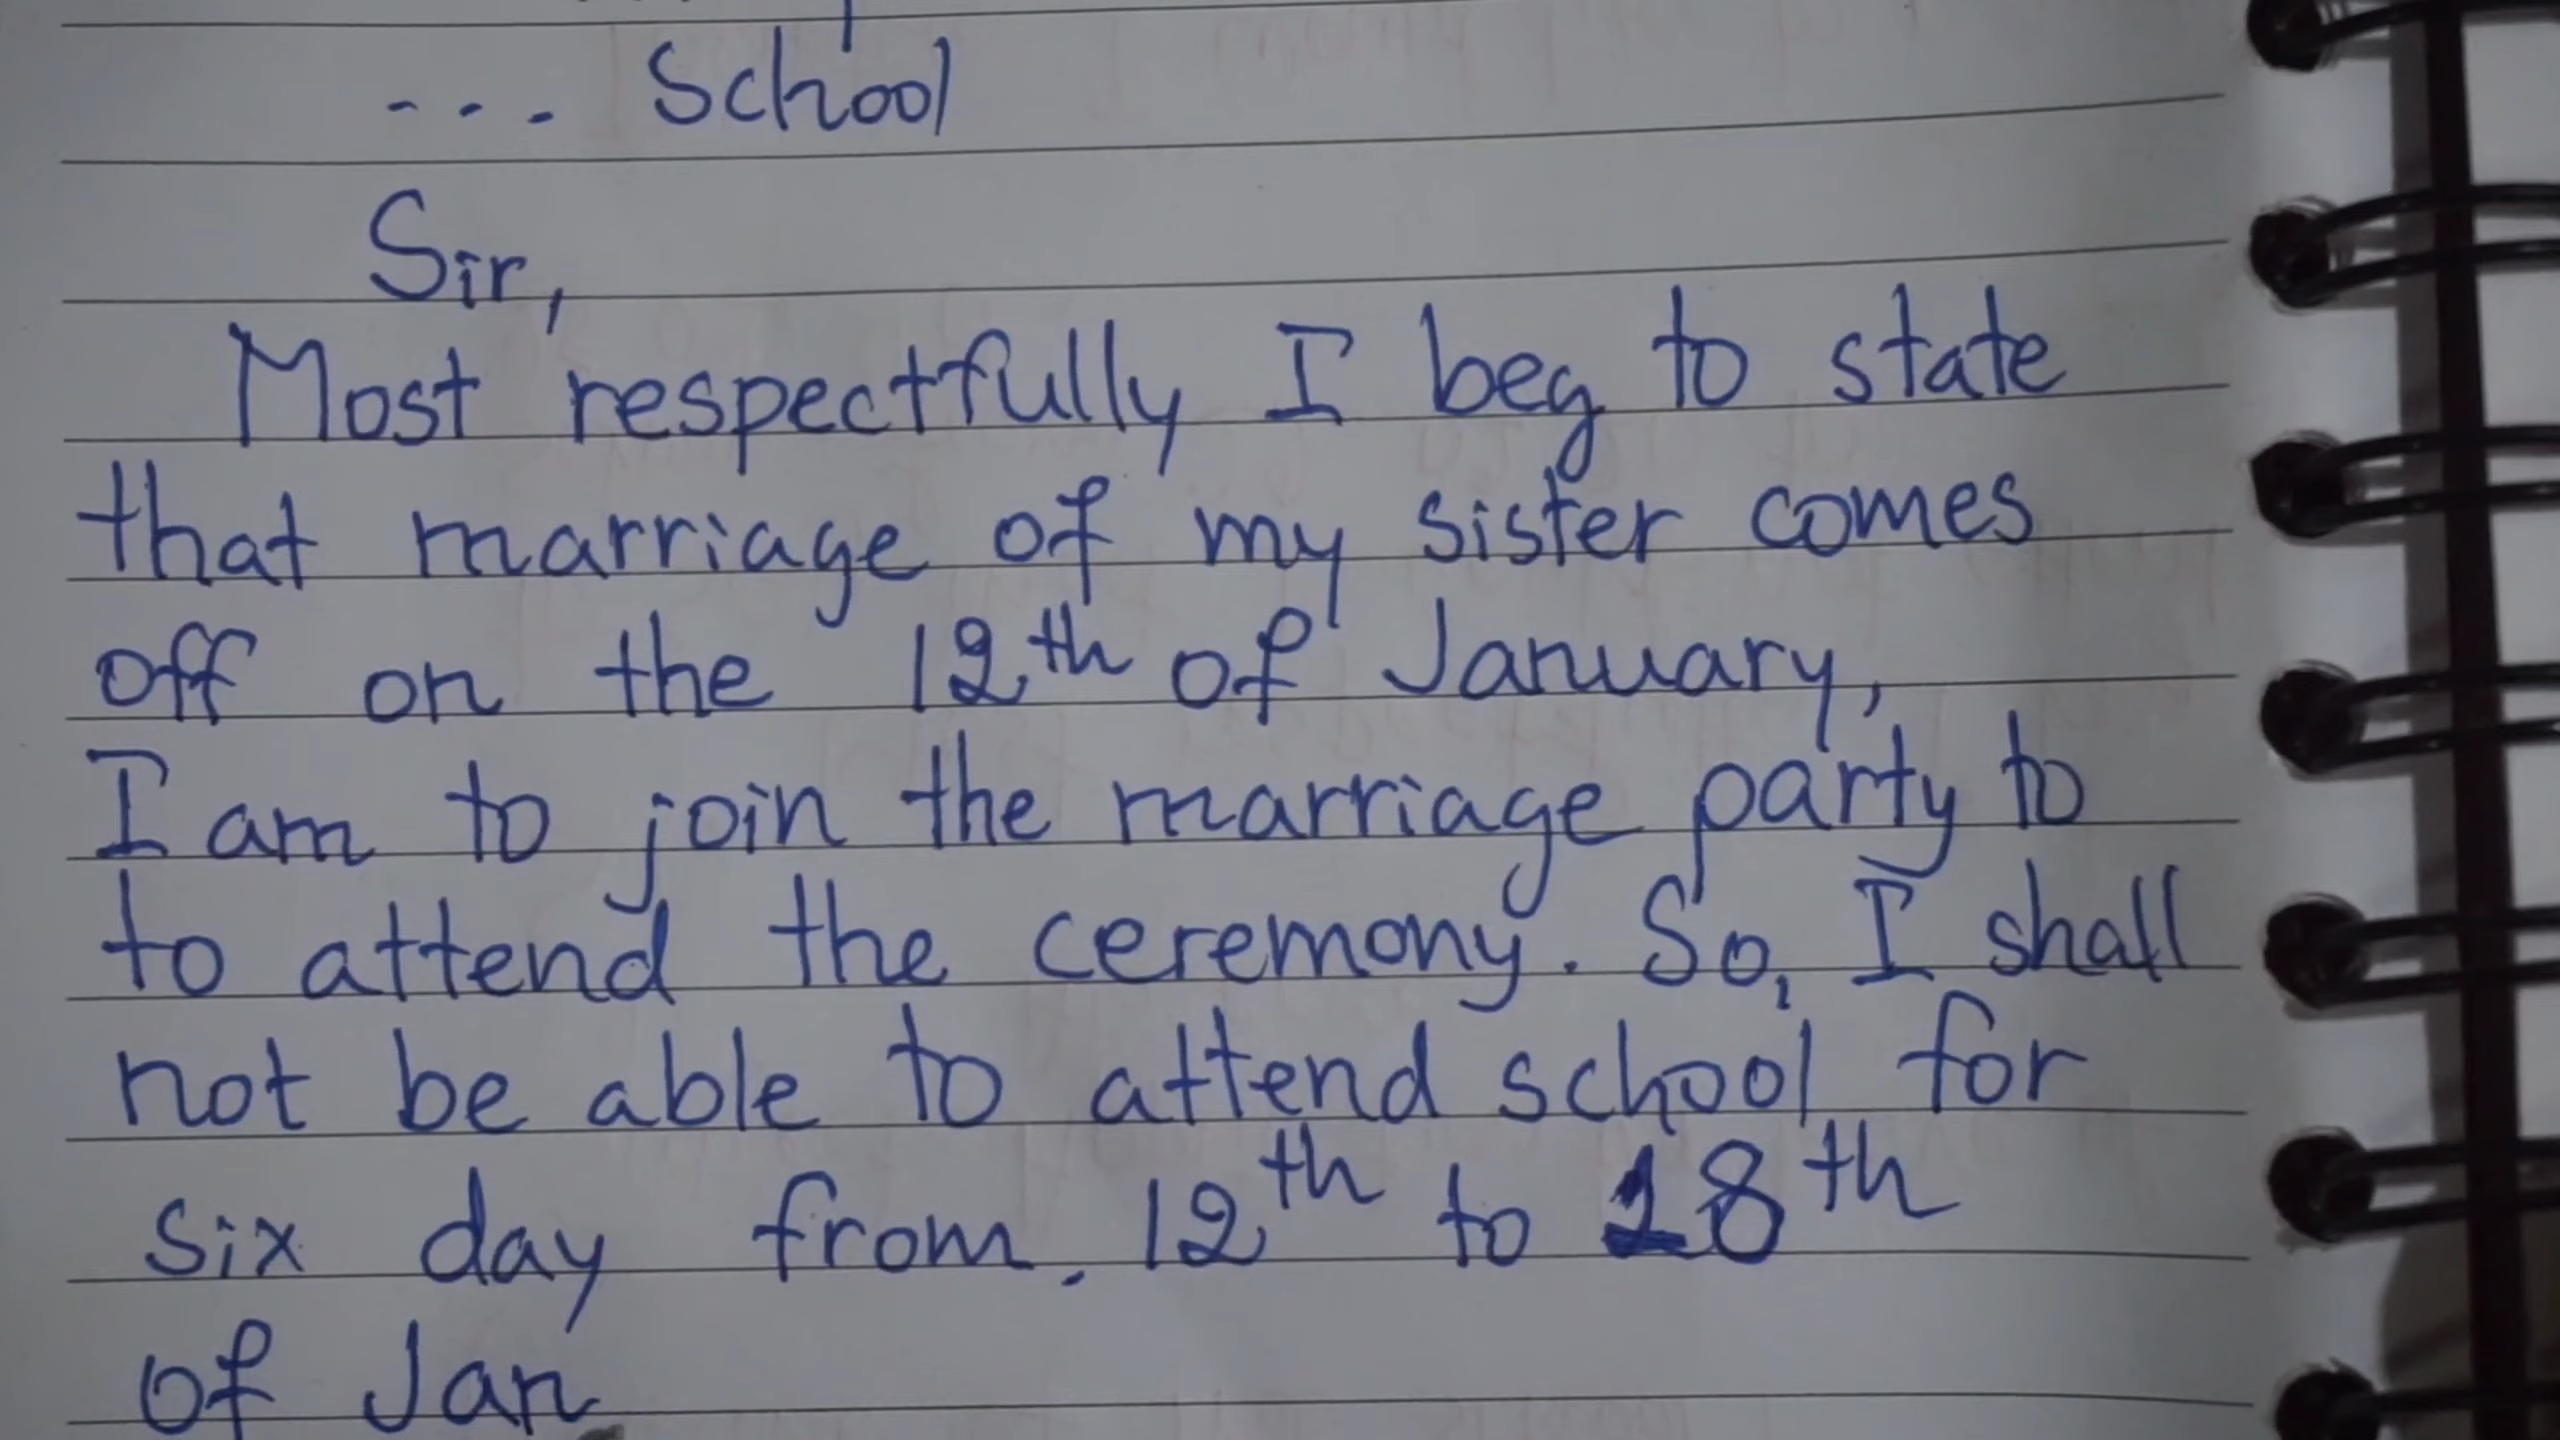 ... School
Sir,
Most respectfully I beg to state
that marriage of my sister comes
off on the 12th of January,
I am to join the marriage party to
to attend the ceremony. So, I shall
not be able to attend school for
six day from. 12th to 18th
of Jan